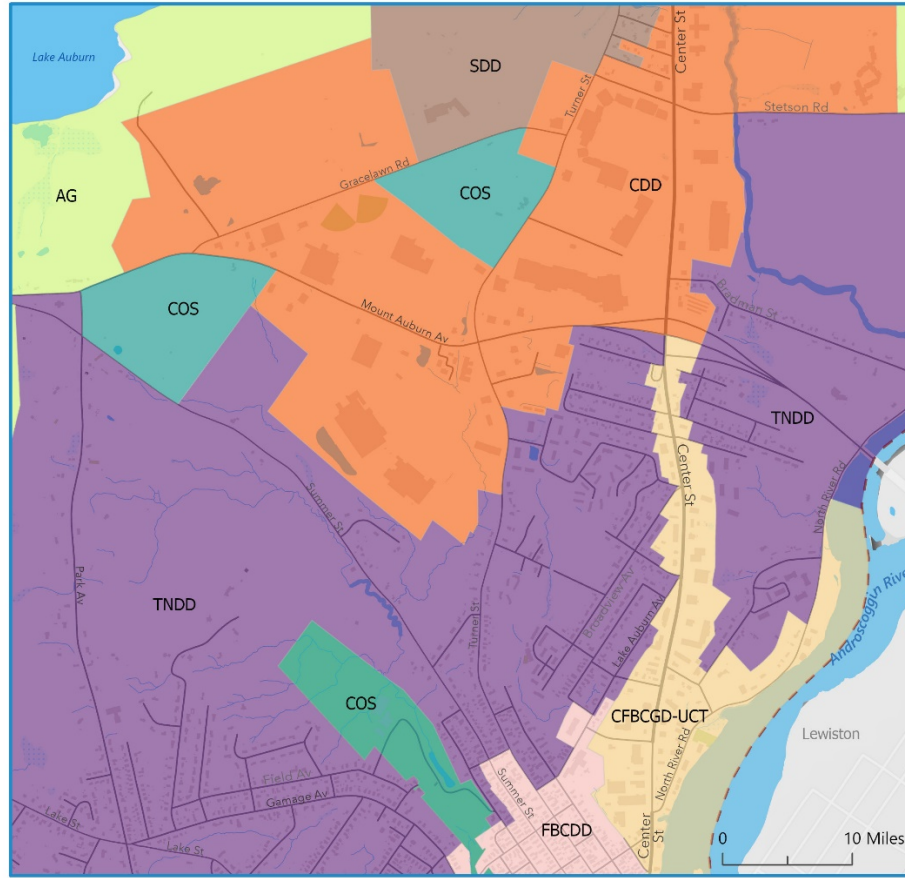 Lake Auburn
SDD
Turner St
Center St
Stetson Rd
Gracelawn Rd
AG
COS
CDD
COS
Mount Auburn Av
Bradman St
TNDD
Center St
North River Rd
Summer St
Park Av
TNDD
Turner St
Broadview Av
Lake Auburn Av
Androscoggin River
COS
CFBCGD-UCT
Lewiston
Field Av
Gamage Av
Summer St
North River Rd
Lake St
Lake St
FBCDD
Center
St
0
10 Miles